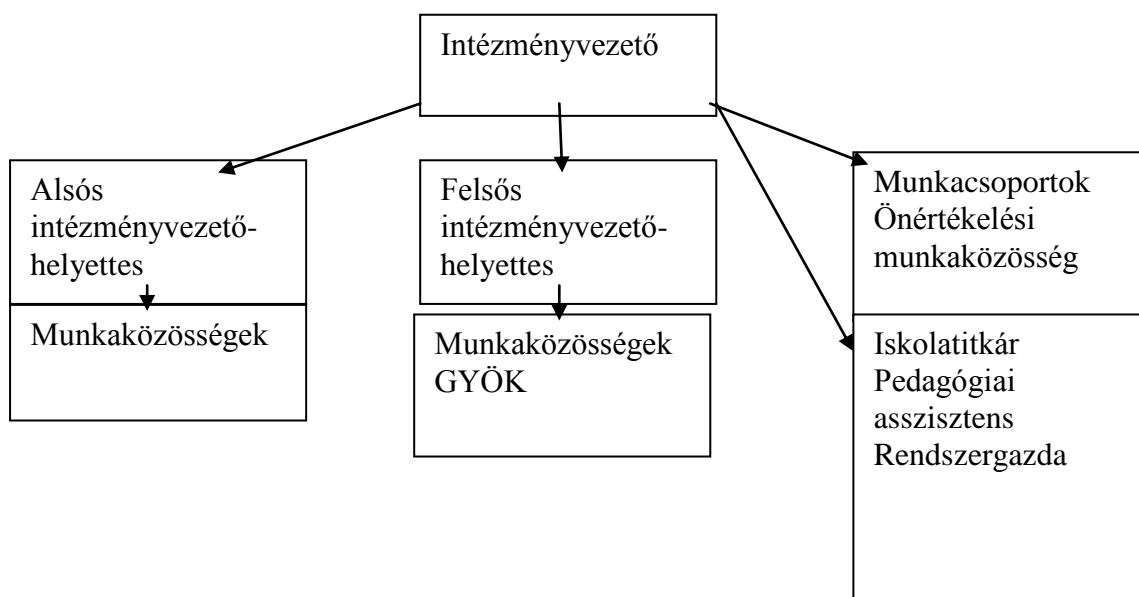 Intézményvezető
Alsós
intézményvezető-
helyettes
Felsős
intézményvezető-
helyettes
Munkacsoportok
Önértékelési
munkaközösség
Munkaközösségek
Munkaközösségek
GYÖK
Iskolatitkár
Pedagógiai
asszisztens
Rendszergazda